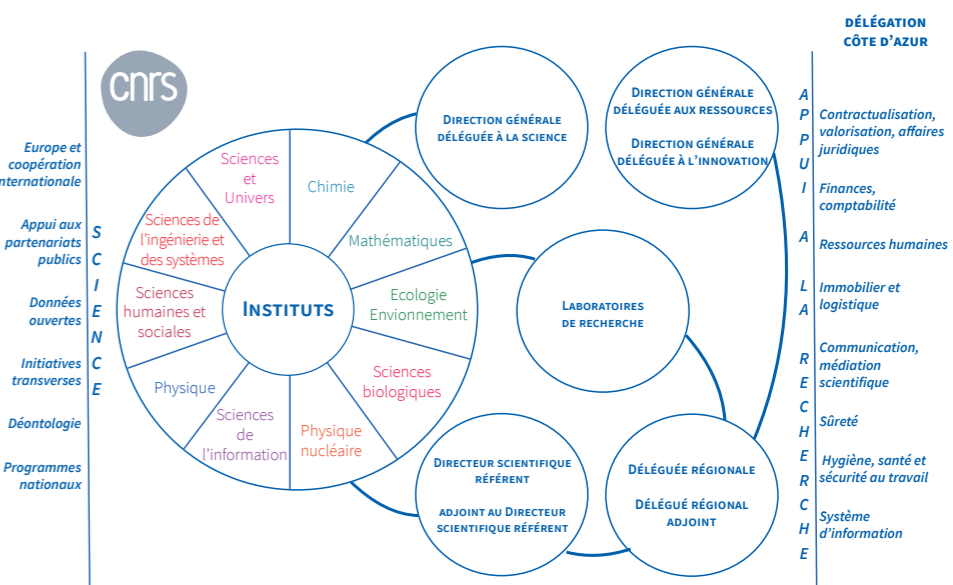 cnrs
Europe et
coopération
nternationale
Appui aux
partenariats
publics
Données
ouvertes
Initiatives
transverses
Déontologie
Programmes
nationaux
SCIENCE
Sciences
et
Univers
Chimie
Sciences de
l'ingénierie et
des systèmes
Mathématiques
Sciences
humaines et
sociales
INSTITUTS
Ecologie
Envionnement
Physique
Sciences
biologiques
Sciences
de
l'information
Physique
nucléaire
DIRECTION GÉNÉRALE
DÉLÉGUÉE À LA SCIENCE
DIRECTION GÉNÉRALE
DÉLÉGUÉE AUX RESSOURCES
DIRECTION GÉNÉRALE
DÉLÉGUÉE À L'INNOVATION
LABORATOIRES
DE RECHERCHE
DIRECTEUR SCIENTIFIQUE
RÉFÉRENT
ADJOINT AU DIRECTEUR
SCIENTIFIQUE RÉFÉRENT
DÉLÉGUÉE RÉGIONALE
DÉLÉGUÉ RÉGIONAL
ADJOINT
DÉLÉGATION
CÔTE D'AZUR
APPUI A LA RECHERCHE
Contractualisation,
valorisation, affaires
juridiques
Finances,
comptabilité
Ressources humaines
Immobilier et
logistique
Communication,
médiation
scientifique
Sûreté
Hygiène, santé et
sécurité au travail
Système
d'information